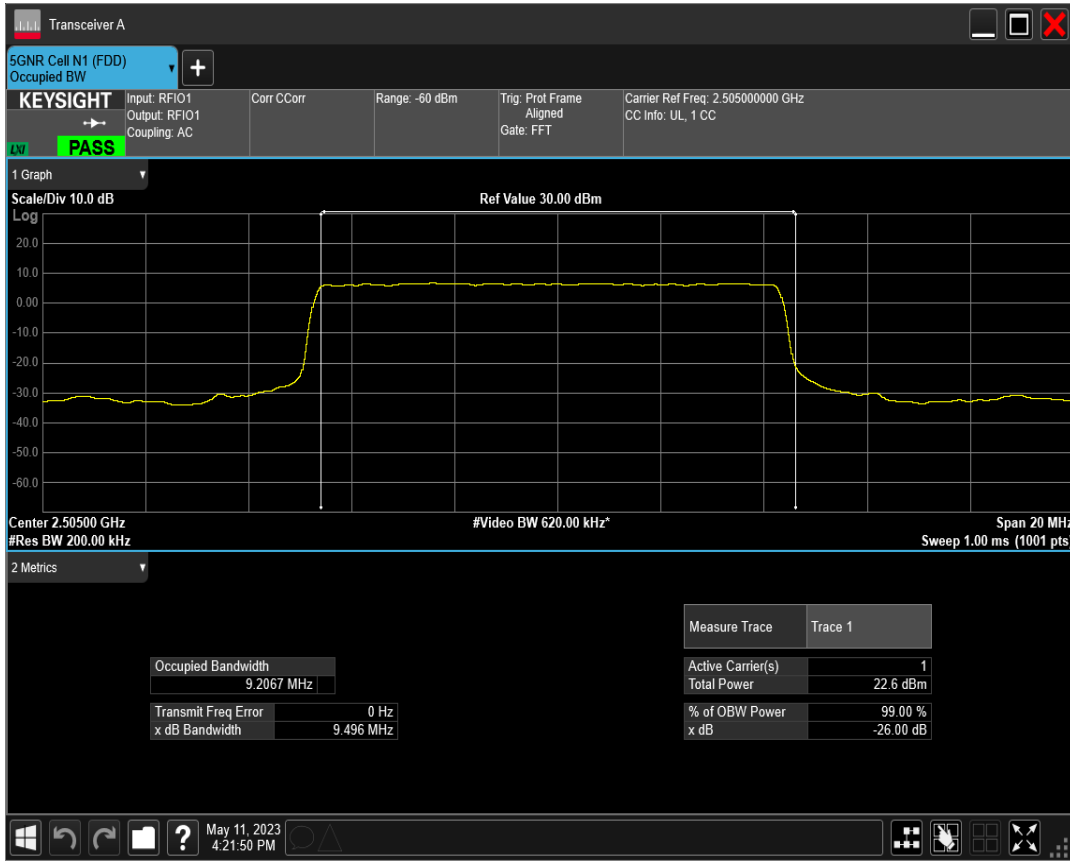 Transceiver A
5GNR Cell N1 (FDD)
Occupied BW
+
KEYSIGHT
LXI
PASS
Input: RFIO1
Output: RFIO1
Coupling: AC
Corr CCorr
Range: -60 dBm
Trig: Prot Frame
Aligned
Gate: FFT
Carrier Ref Freq: 2.505000000 GHz
CC Info: UL, 1 CC
1 Graph
Scale/Div 10.0 dB Ref Value 30.00 dBm
Log
20.0
10.0
0.00
-10.0
-20.0
-30.0
-40.0
-50.0
-60.0
Center 2.50500 GHz #Video BW 620.00 kHz* Span 20 MHz
#Res BW 200.00 kHz Sweep 1.00 ms (1001 pts)
2 Metrics
Measure Trace Trace 1
Occupied Bandwidth
9.2067 MHz
Transmit Freq Error 0 Hz
x dB Bandwidth 9.496 MHz
Active Carrier(s) 1
Total Power 22.6 dBm
% of OBW Power 99.00 %
x dB -26.00 dB
?
May 11, 2023
4:21:50 PM